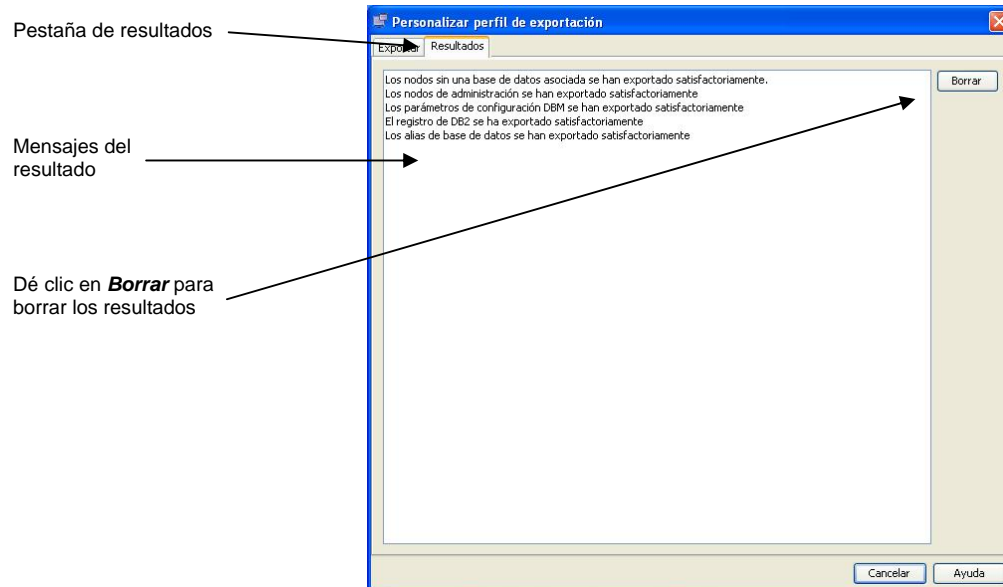 Pestaña de resultados
Mensajes del
resultado
Dé clic en Borrar para
borrar los resultados
Personalizar perfil de exportación
Exportar Resultados
Los nodos sin una base de datos asociada se han exportado satisfactoriamente.
Los nodos de administración se han exportado satisfactoriamente
Los parámetros de configuración DBM se han exportado satisfactoriamente
El registro de DB2 se ha exportado satisfactoriamente
Los alias de base de datos se han exportado satisfactoriamente
Borrar
Cancelar Ayuda